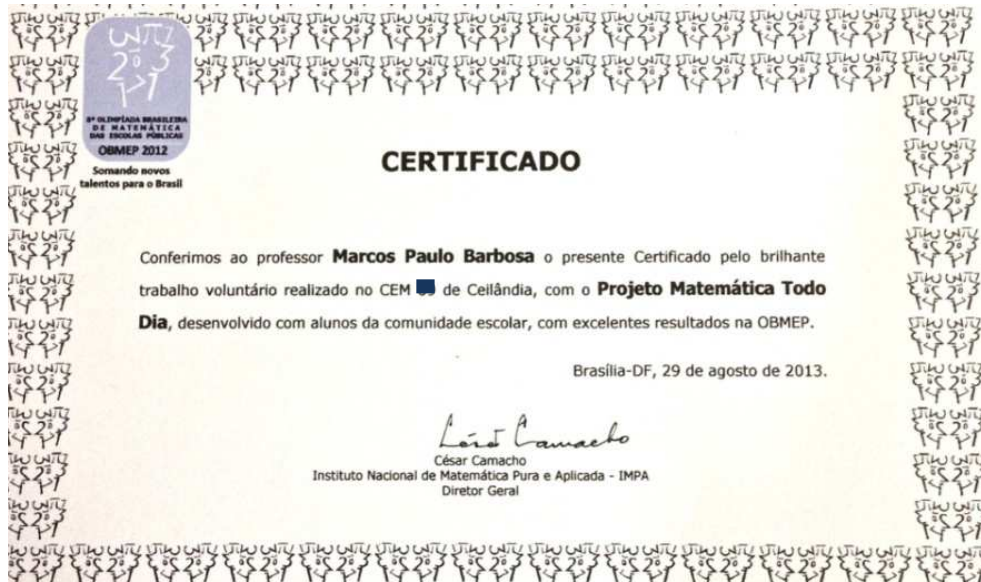 8ª OLIMPÍADA BRASILEIRA
DE MATEMÁTICA
DAS ESCOLAS PÚBLICAS
OBMEP 2012
Somando novos
talentos para o Brasil
CERTIFICADO
Conferimos ao professor Marcos Paulo Barbosa o presente Certificado pelo brilhante
trabalho voluntário realizado no CEM de Ceilândia, com o Projeto Matemática Todo
Dia, desenvolvido com alunos da comunidade escolar, com excelentes resultados na OBMEP.
Brasília-DF, 29 de agosto de 2013.
César Camacho
César Camacho
Instituto Nacional de Matemática Pura e Aplicada - IMPA
Diretor Geral